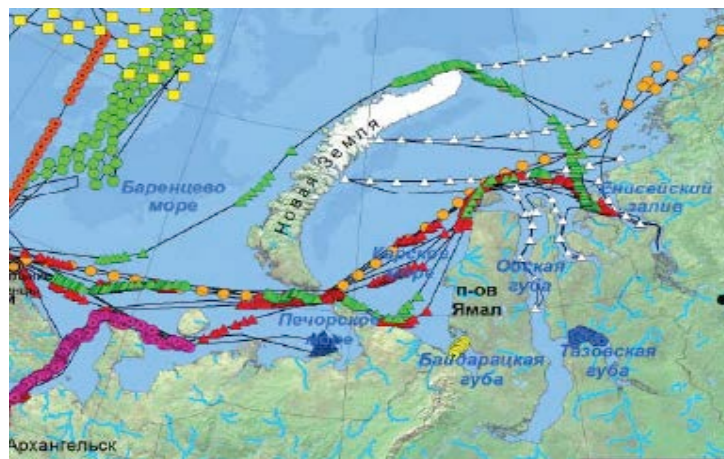 Баренцево
море
Новая Земля
Енисейский
залив
Карское
море
Обская
губа
п-ов
Ямал
Печорское
море
Байдарацкая
губа
Тазовская
губа
Архангельск